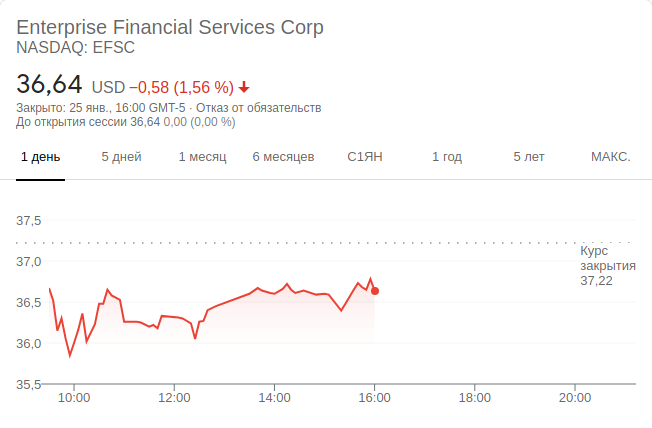 Enterprise Financial Services Corp
NASDAQ: EFSC
36,64 USD −0,58 (1,56 %)
Закрыто: 25 янв., 16:00 GMT-5 · Отказ от обязательств
До открытия сессии 36,64 0,00 (0,00 %)
1 день 5 дней 1 месяц 6 месяцев С1ЯН 1 год 5 лет МАКС.
37,5
37,0
36,5
36,0
35,5
Курс
закрытия
37,22
10:00 12:00 14:00 16:00 18:00 20:00